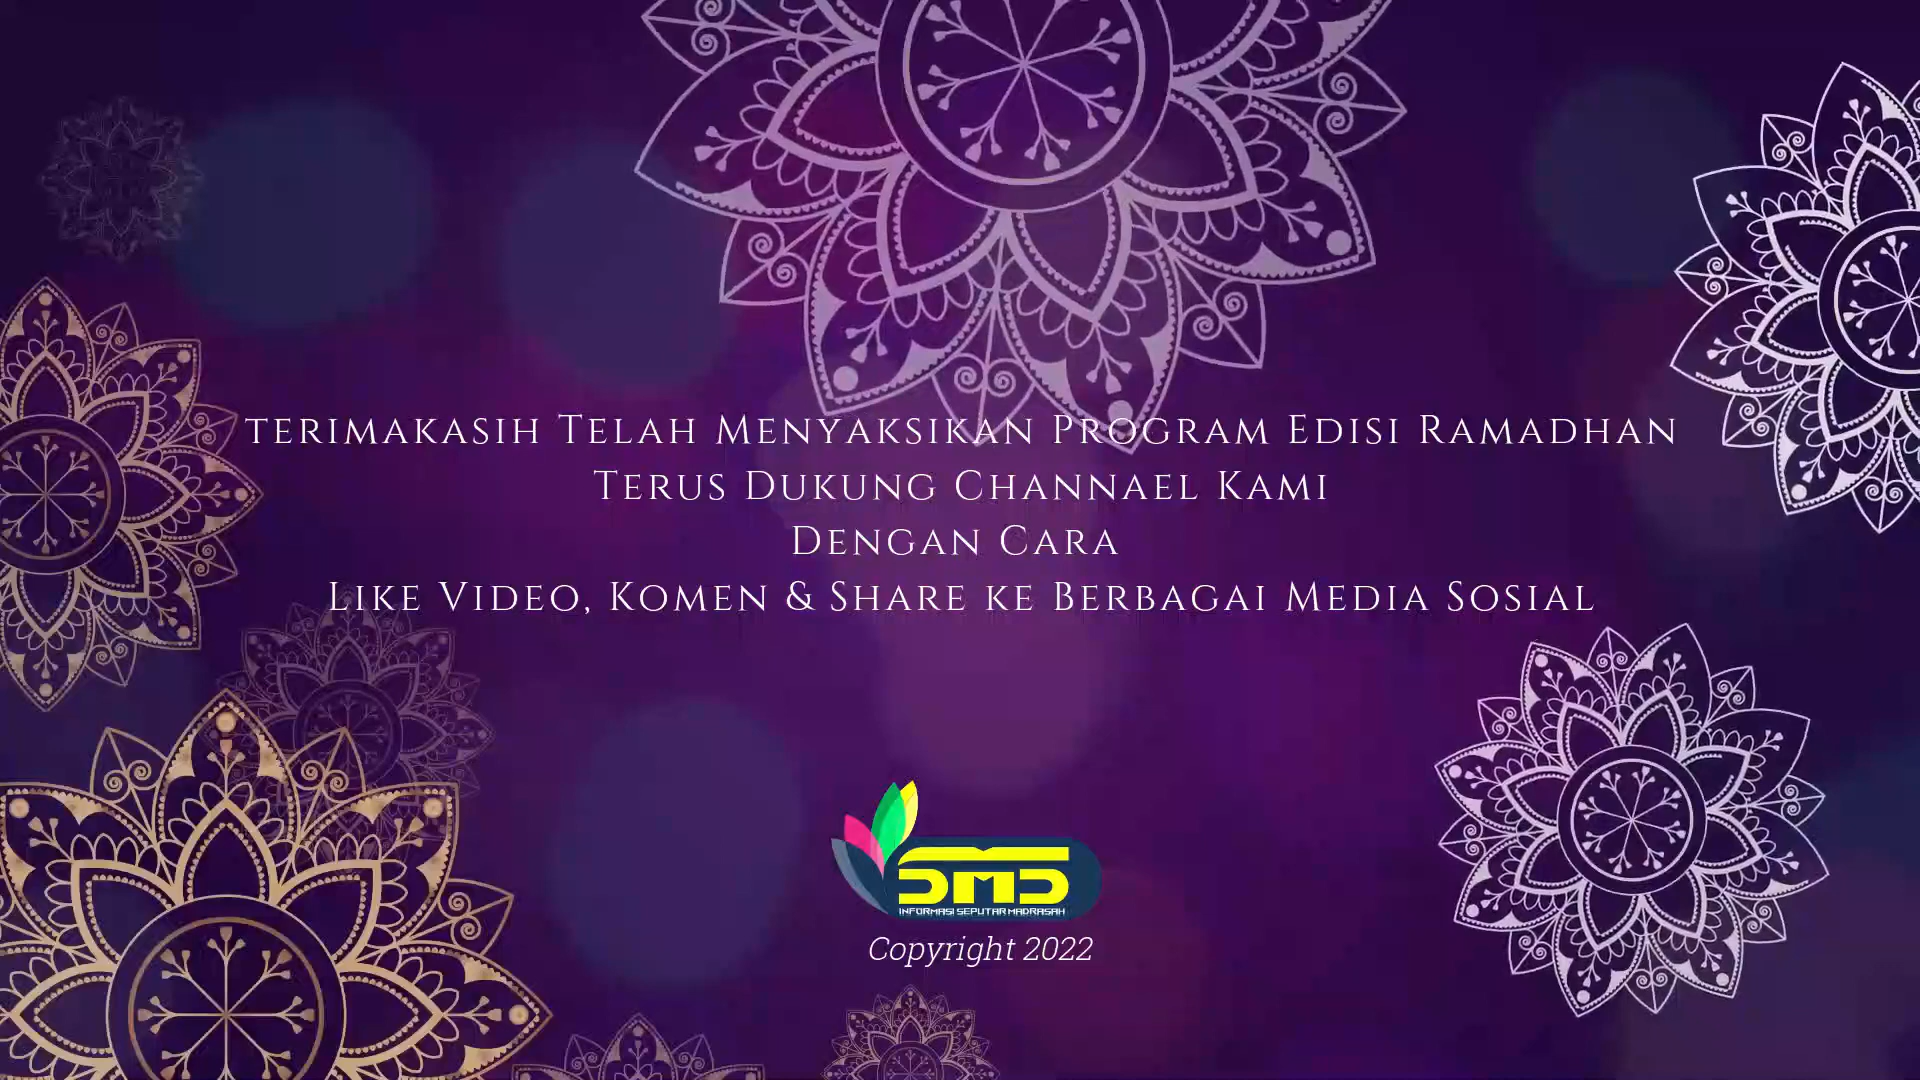 terimakasih Telah Menyaksikan Program Edisi Ramadhan
Terus Dukung Channael Kami
Dengan Cara
Like Video, Komen & Share ke Berbagai Media Sosial
SMS
INFORMASI SEPUTAR MADRASAH
Copyright 2022